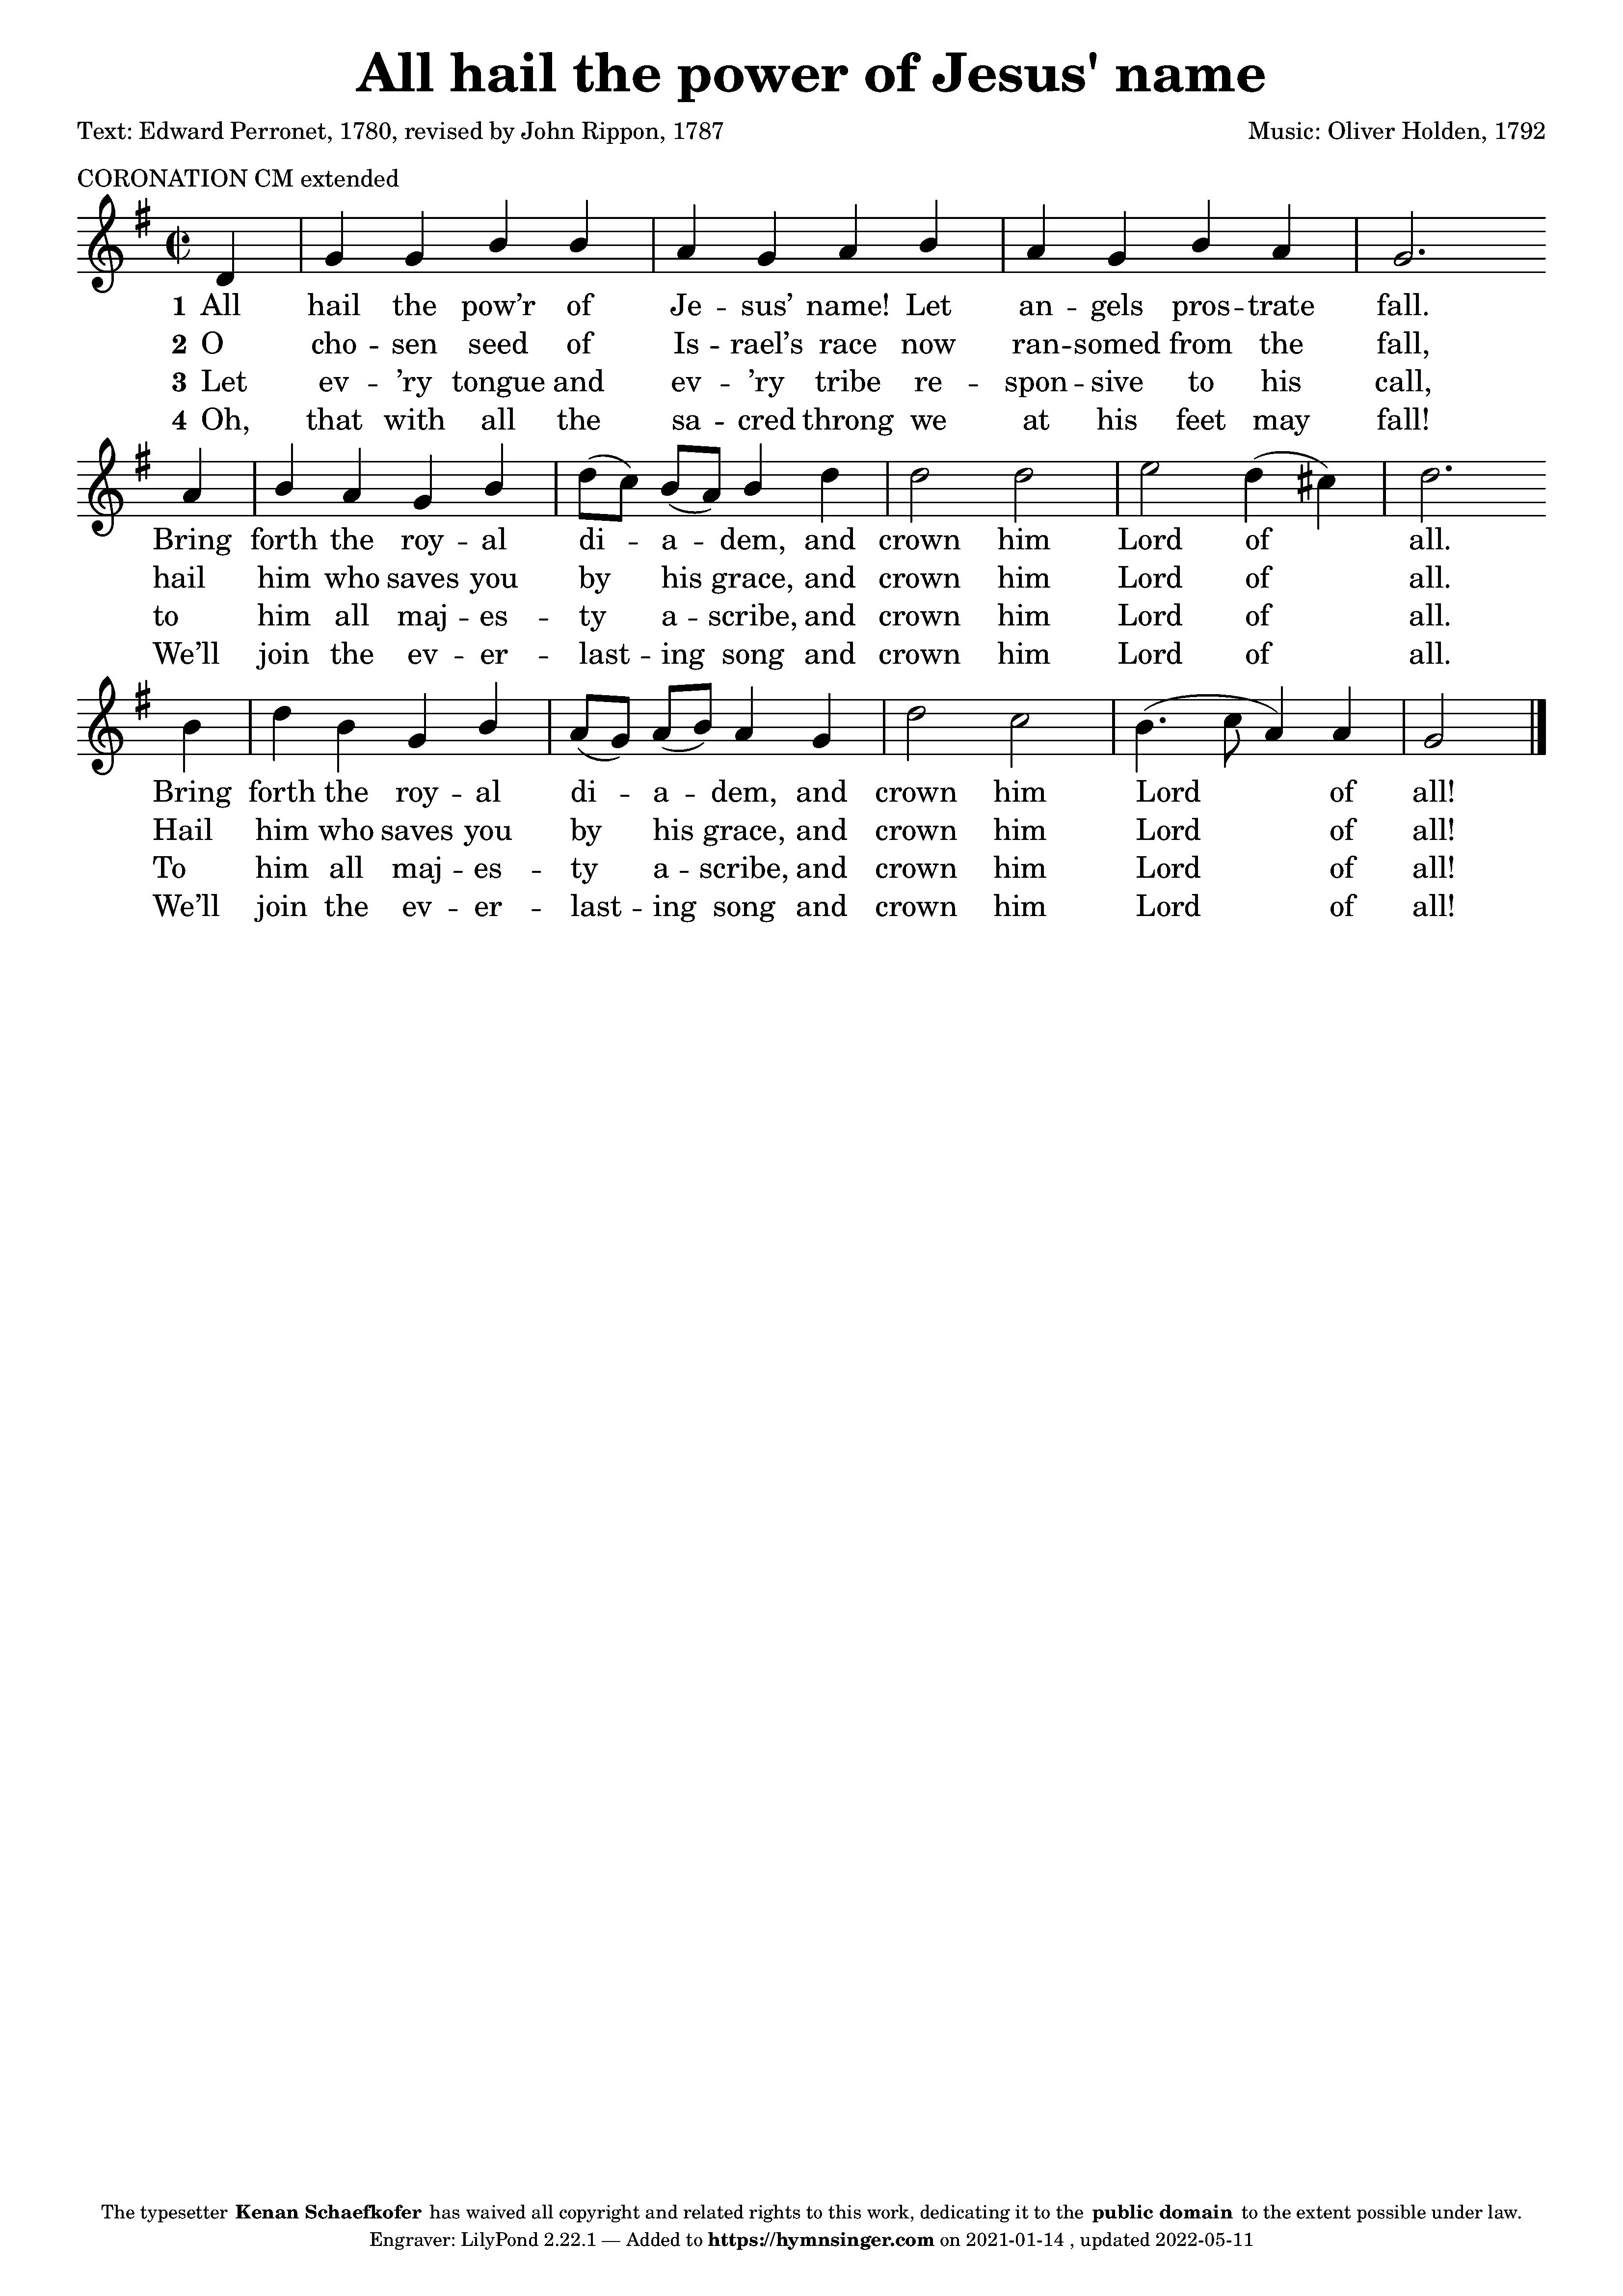 All hail the power of Jesus' name
Text: Edward Perronet, 1780, revised by John Rippon, 1787 Music: Oliver Holden, 1792
CORONATION CM extended
1 All hail the pow’r of Je -- sus’ name! Let an -- gels pros -- trate fall.
2 O cho -- sen seed of Is -- rael’s race now ran -- somed from the fall,
3 Let ev -- ’ry tongue and ev -- ’ry tribe re -- spon -- sive to his call,
4 Oh, that with all the sa -- cred throng we at his feet may fall!
Bring forth the roy -- al di -- a -- dem, and crown him Lord of all.
hail him who saves you by his grace, and crown him Lord of all.
to him all maj -- es -- ty a -- scribe, and crown him Lord of all.
We’ll join the ev -- er -- last -- ing song and crown him Lord of all.
Bring forth the roy -- al di -- a -- dem, and crown him Lord of all!
Hail him who saves you by his grace, and crown him Lord of all!
To him all maj -- es -- ty a -- scribe, and crown him Lord of all!
We’ll join the ev -- er -- last -- ing song and crown him Lord of all!
The typesetter Kenan Schaefkofer has waived all copyright and related rights to this work, dedicating it to the public domain to the extent possible under law.
Engraver: LilyPond 2.22.1 — Added to https://hymnsinger.com on 2021-01-14 , updated 2022-05-11